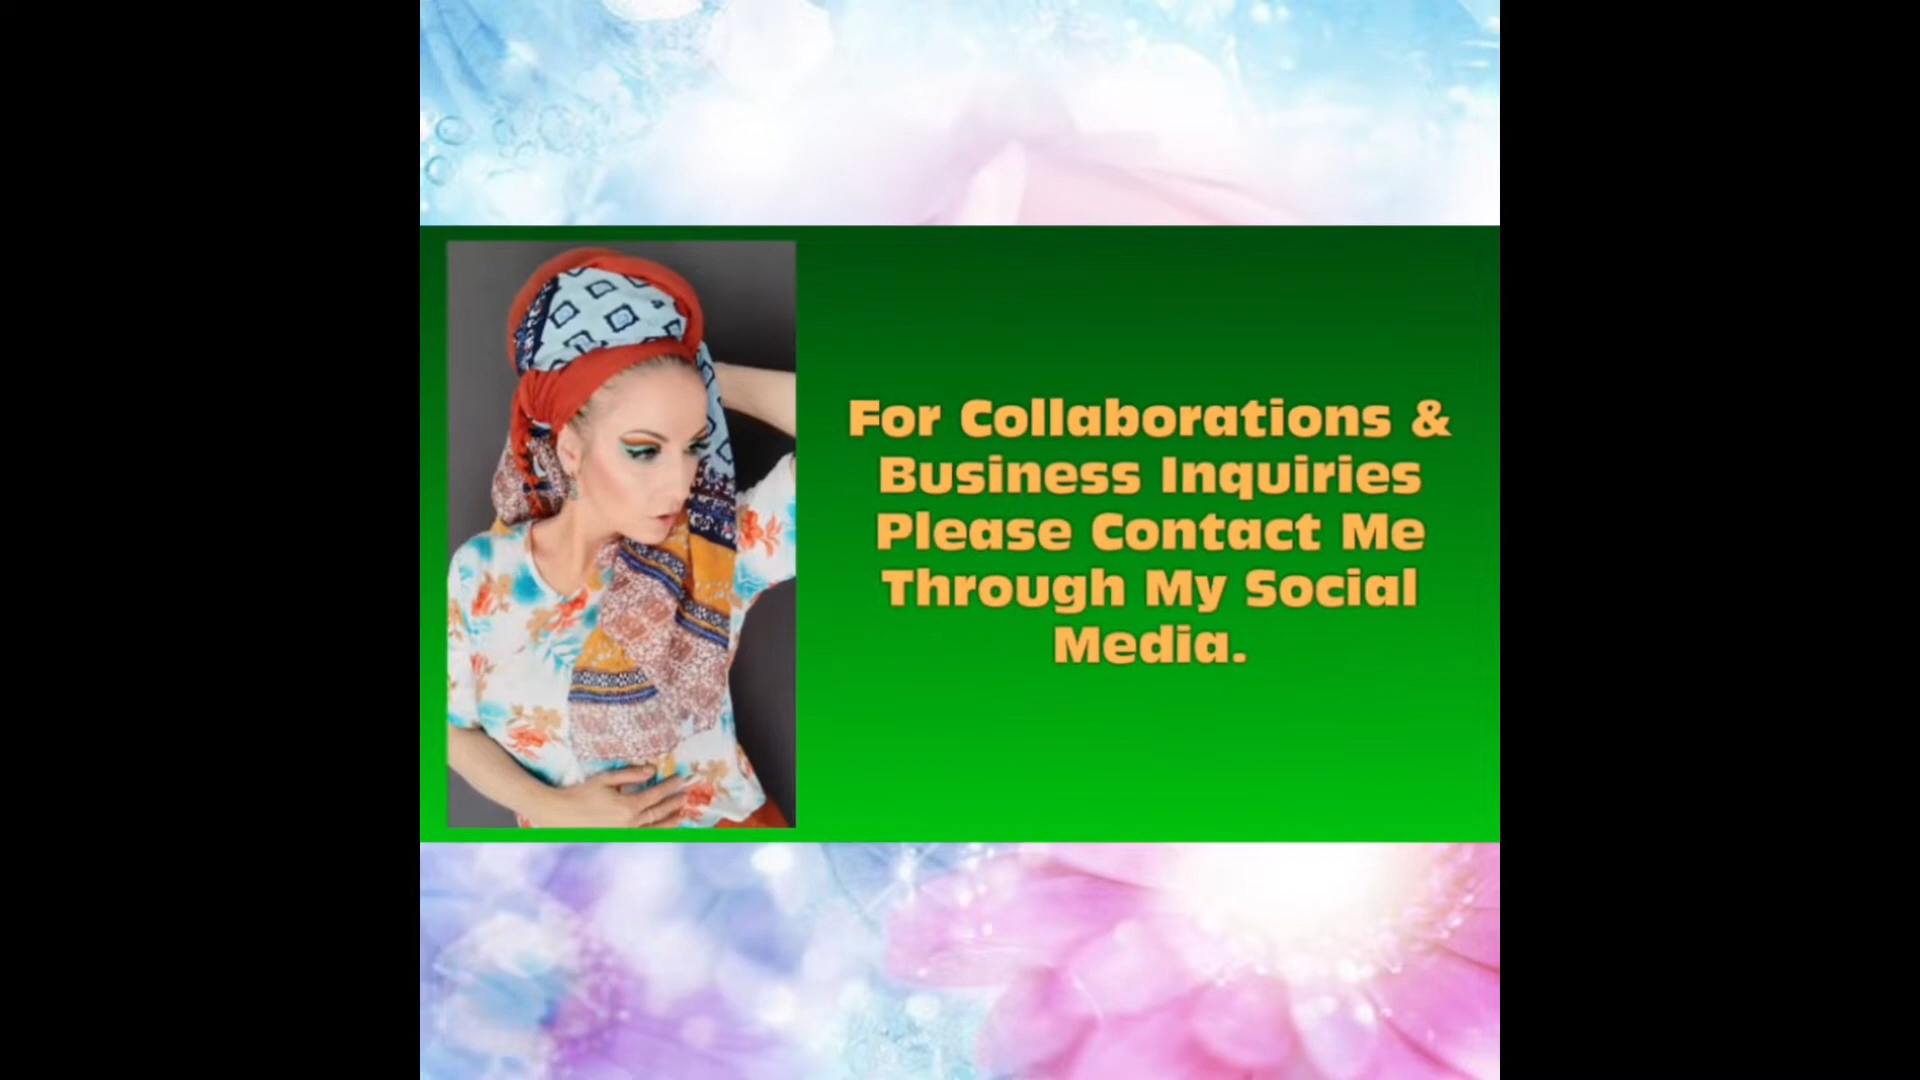 For Collaborations &
Business Inquiries
Please Contact Me
Through My Social
Media.